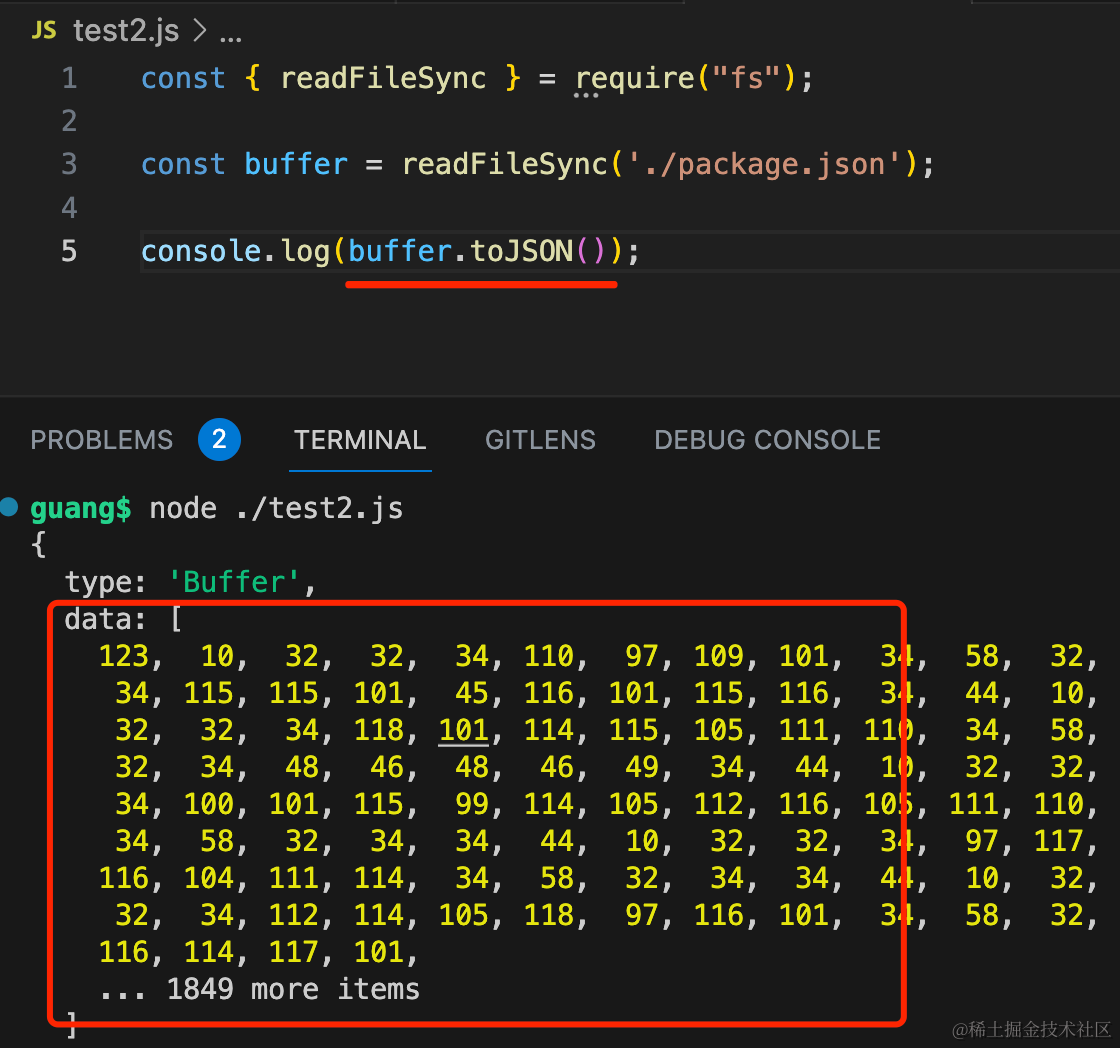 JS test2.js > ...
1 const { readFileSync } = require("fs");
2
3 const buffer = readFileSync('./package.json');
4
5 console.log(buffer.toJSON());
PROBLEMS 2 TERMINAL GITLENS DEBUG CONSOLE
guang$ node ./test2.js
{
  type: 'Buffer',
  data: [
    123,  10,  32,  32,  34, 110,  97, 109, 101,  34,  58,  32,
     34, 115, 115, 101,  45, 116, 101, 115, 116,  34,  44,  10,
     32,  32,  34, 118, 101, 114, 115, 105, 111, 110,  34,  58,
     32,  34,  48,  46,  48,  46,  49,  34,  44,  10,  32,  32,
     34, 100, 101, 115,  99, 114, 105, 112, 116, 105, 111, 110,
     34,  58,  32,  34,  34,  44,  10,  32,  32,  34,  97, 117,
    116, 104, 111, 114,  34,  58,  32,  34,  34,  44,  10,  32,
     32,  34, 112, 114, 105, 118,  97, 116, 101,  34,  58,  32,
    116, 114, 117, 101,
    ... 1849 more items
  ]
@稀土掘金技术社区